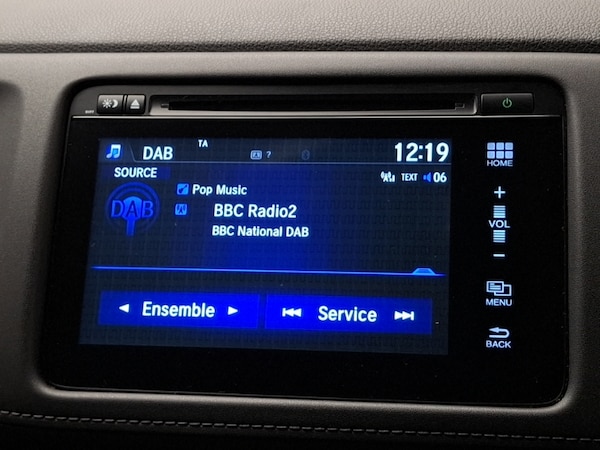 DAB
TA
?
12:19
HOME
SOURCE
TEXT 06
DAB
Pop Music
+
BBC Radio2
VOL
BBC National DAB
-
Ensemble
Service
MENU
BACK